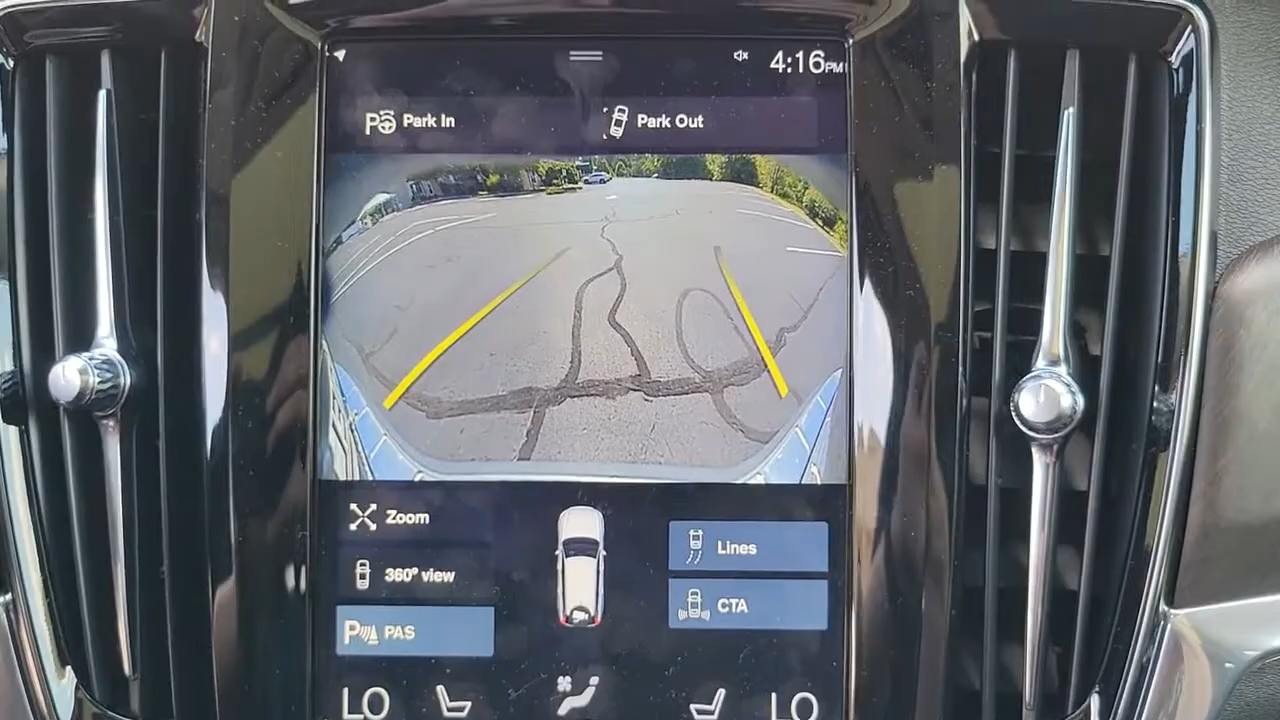 4:16PM
Park In
Park Out
Zoom
Lines
360° view
CTA
PAS
LO
LO